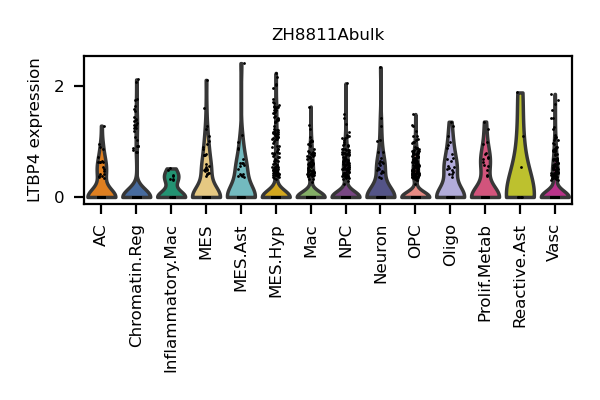 ZH8811Abulk
LTBP4 expression
2
0
AC
Chromatin.Reg
Inflammatory.Mac
MES
MES.Ast
MES.Hyp
Mac
NPC
Neuron
OPC
Oligo
Prolif.Metab
Reactive.Ast
Vasc